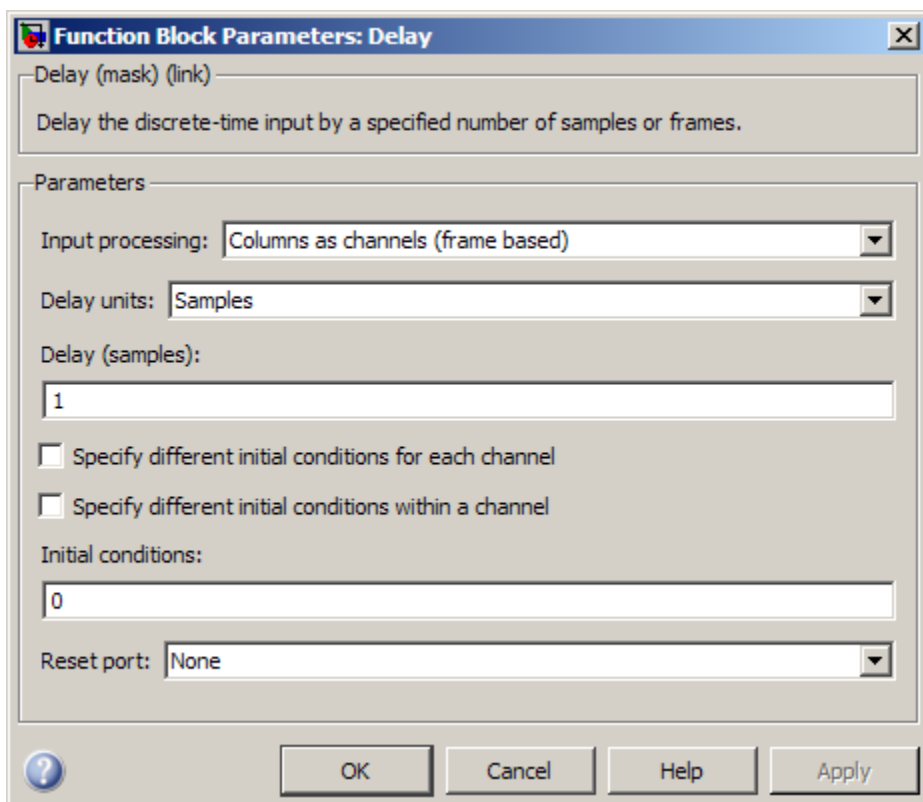 Function Block Parameters: Delay
Delay (mask) (link)
Delay the discrete-time input by a specified number of samples or frames.
Parameters
Input processing: Columns as channels (frame based)
Delay units: Samples
Delay (samples):
1
Specify different initial conditions for each channel
Specify different initial conditions within a channel
Initial conditions:
0
Reset port: None
OK Cancel Help Apply